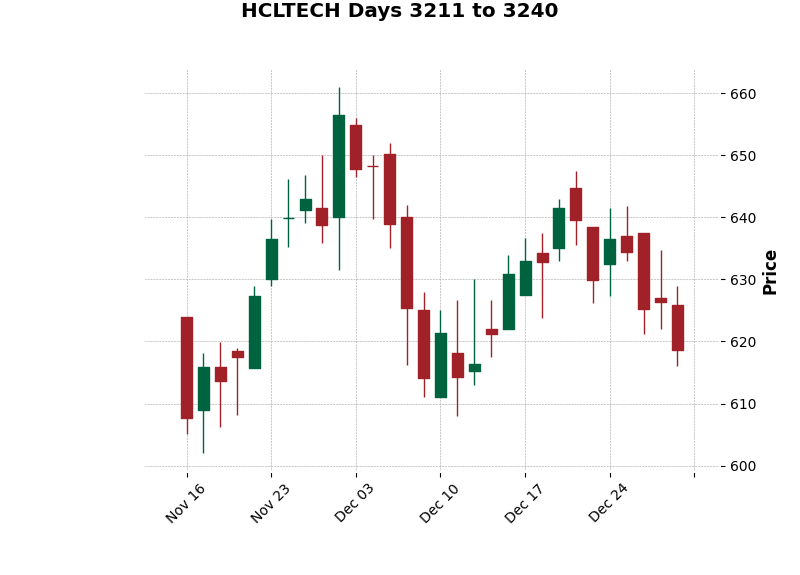 HCLTECH Days 3211 to 3240
660
650
640
630
620
610
600
Price
Nov 16
Nov 23
Dec 03
Dec 10
Dec 17
Dec 24